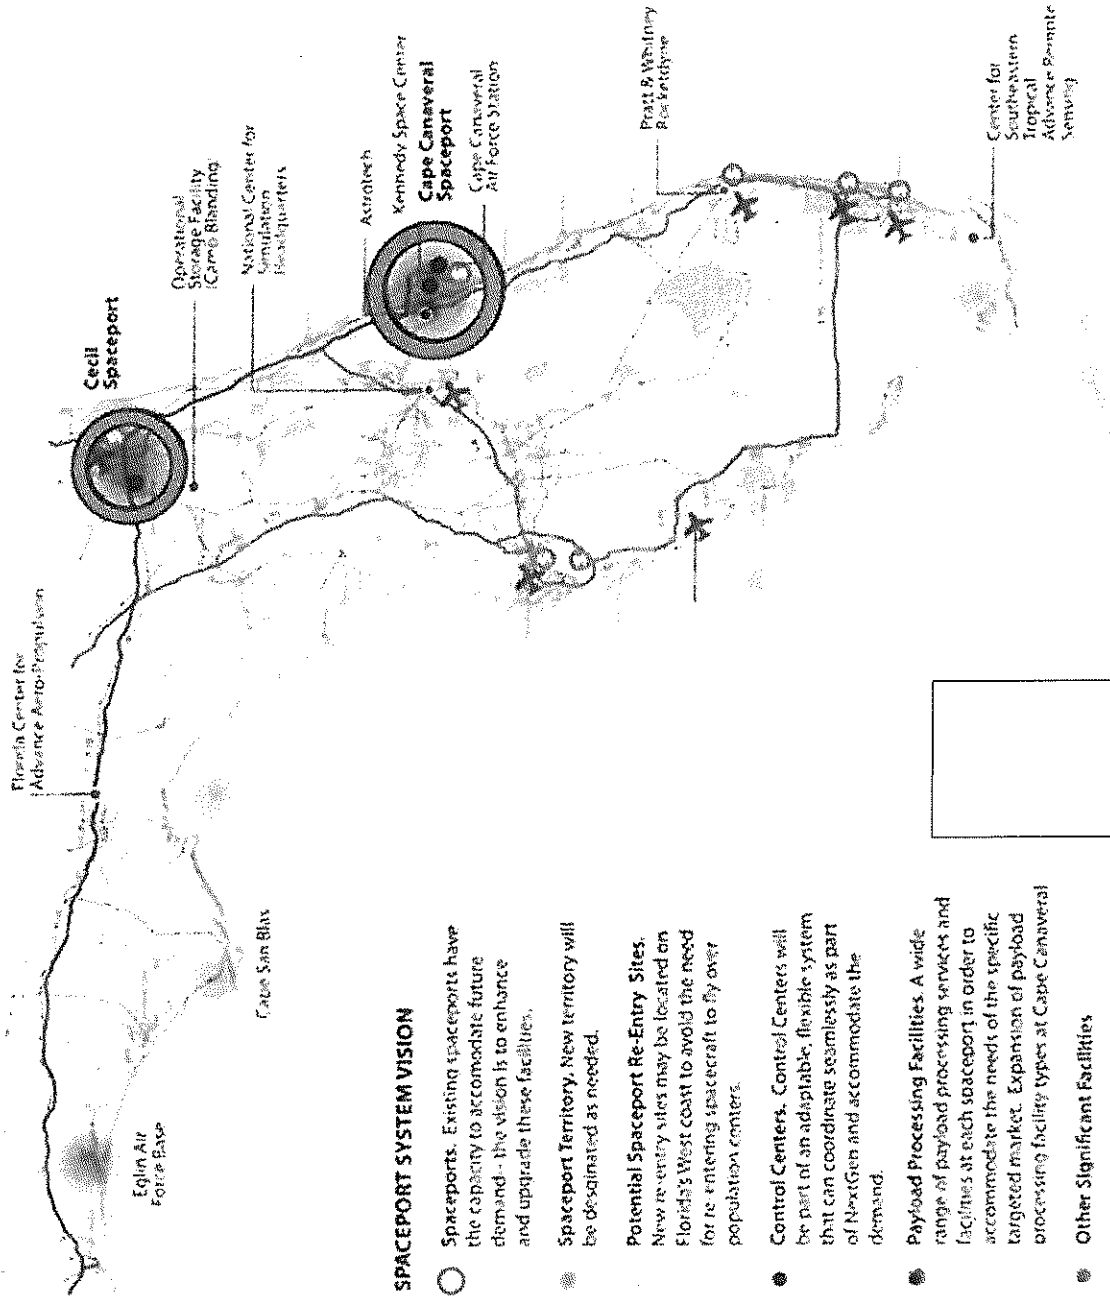 Florida Center for
Advance Aero-Propulsion
Cecil
Spaceport
Operational
Storage Facility
(Camp Blanding)
National Center for
Simulation
Headquarters
Astrotech
Kennedy Space Center
Cape Canaveral
Spaceport
Cape Canaveral
Air Force Station
Pratt & Whitney
Rocketdyne
Center for
Southeastern
Tropical
Advance Remote
Sensing
Eglin Air
Force Base
Cape San Blas
SPACEPORT SYSTEM VISION
Spaceports. Existing spaceports have
the capacity to accomodate future
demand-- the vision is to enhance
and upgrade these facilities.
Spaceport Territory. New territory will
be desginated as needed.
Potential Spaceport Re-Entry Sites.
New re-entry sites may be located on
Florida's West coast to avoid the need
for re-entering spacecraft to fly over
population centers.
Control Centers. Control Centers will
be part of an adaptable, flexible system
that can coordinate seamlessly as part
of NextGen and accommodate the
demand.
Payload Processing Facilities. A wide
range of payload processing services and
facilities at each spaceport in order to
accommodate the needs of the specific
targeted market. Expansion of payload
processing facility types at Cape Canaveral
Other Significant Facilities